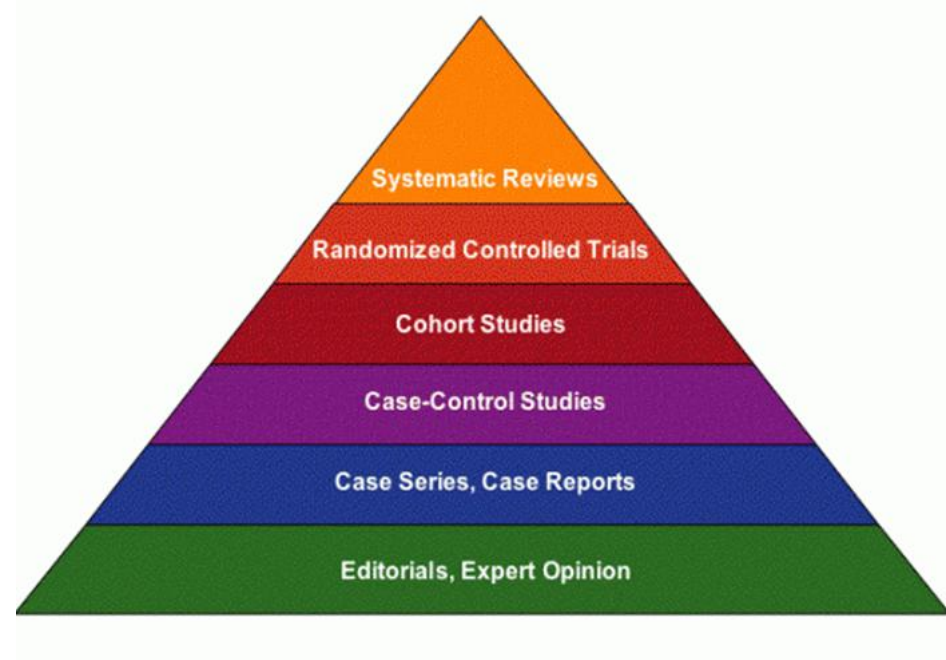 Systematic Reviews
Randomized Controlled Trials
Cohort Studies
Case-Control Studies
Case Series, Case Reports
Editorials, Expert Opinion